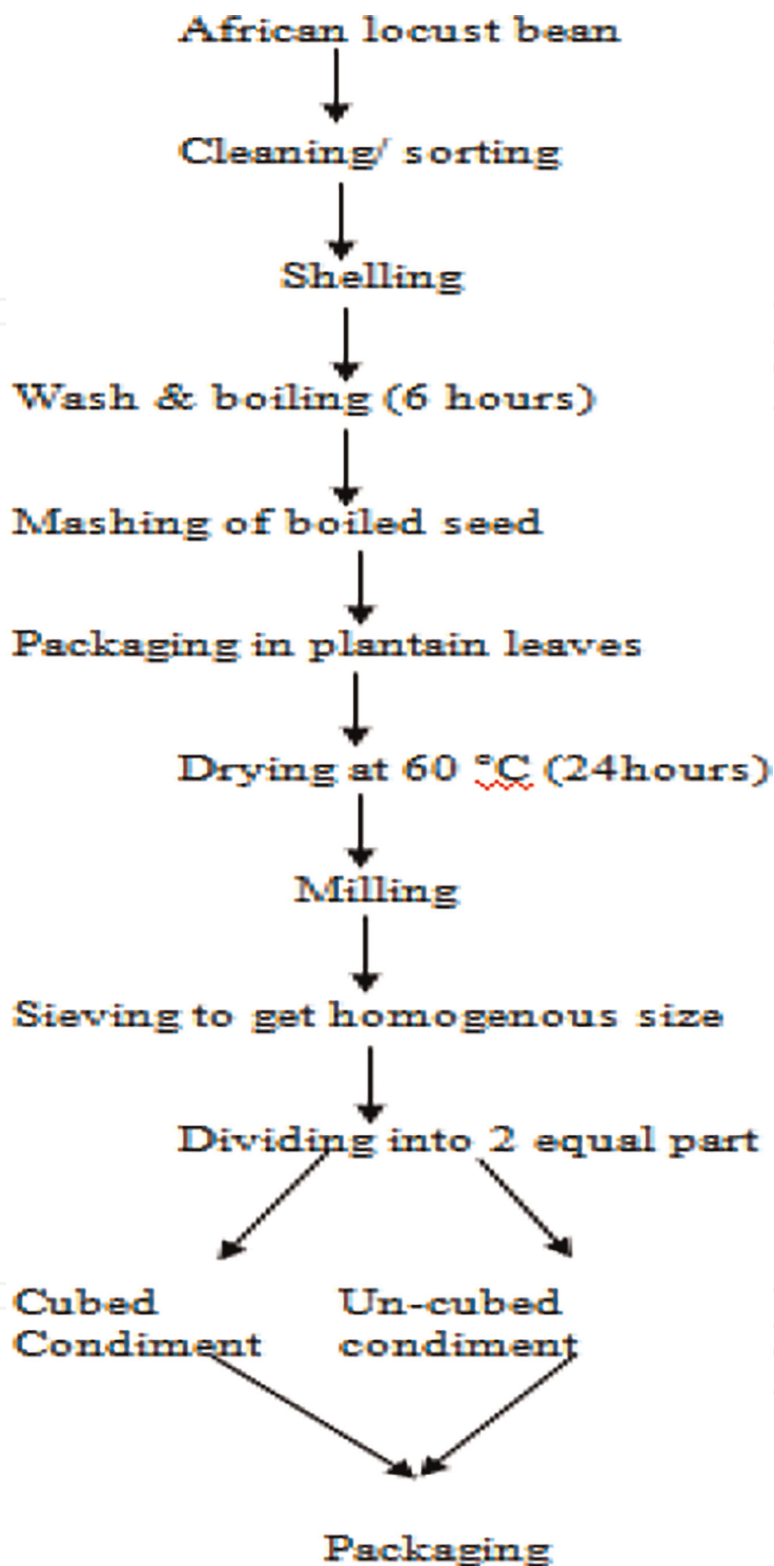 African locust bean
Cleaning/ sorting
Shelling
Wash & boiling (6 hours)
Mashing of boiled seed
Packaging in plantain leaves
Drying at 60 °C (24hours)
Milling
Sieving to get homogenous size
Dividing into 2 equal part
Cubed
Condiment
Un-cubed
condiment
Packaging